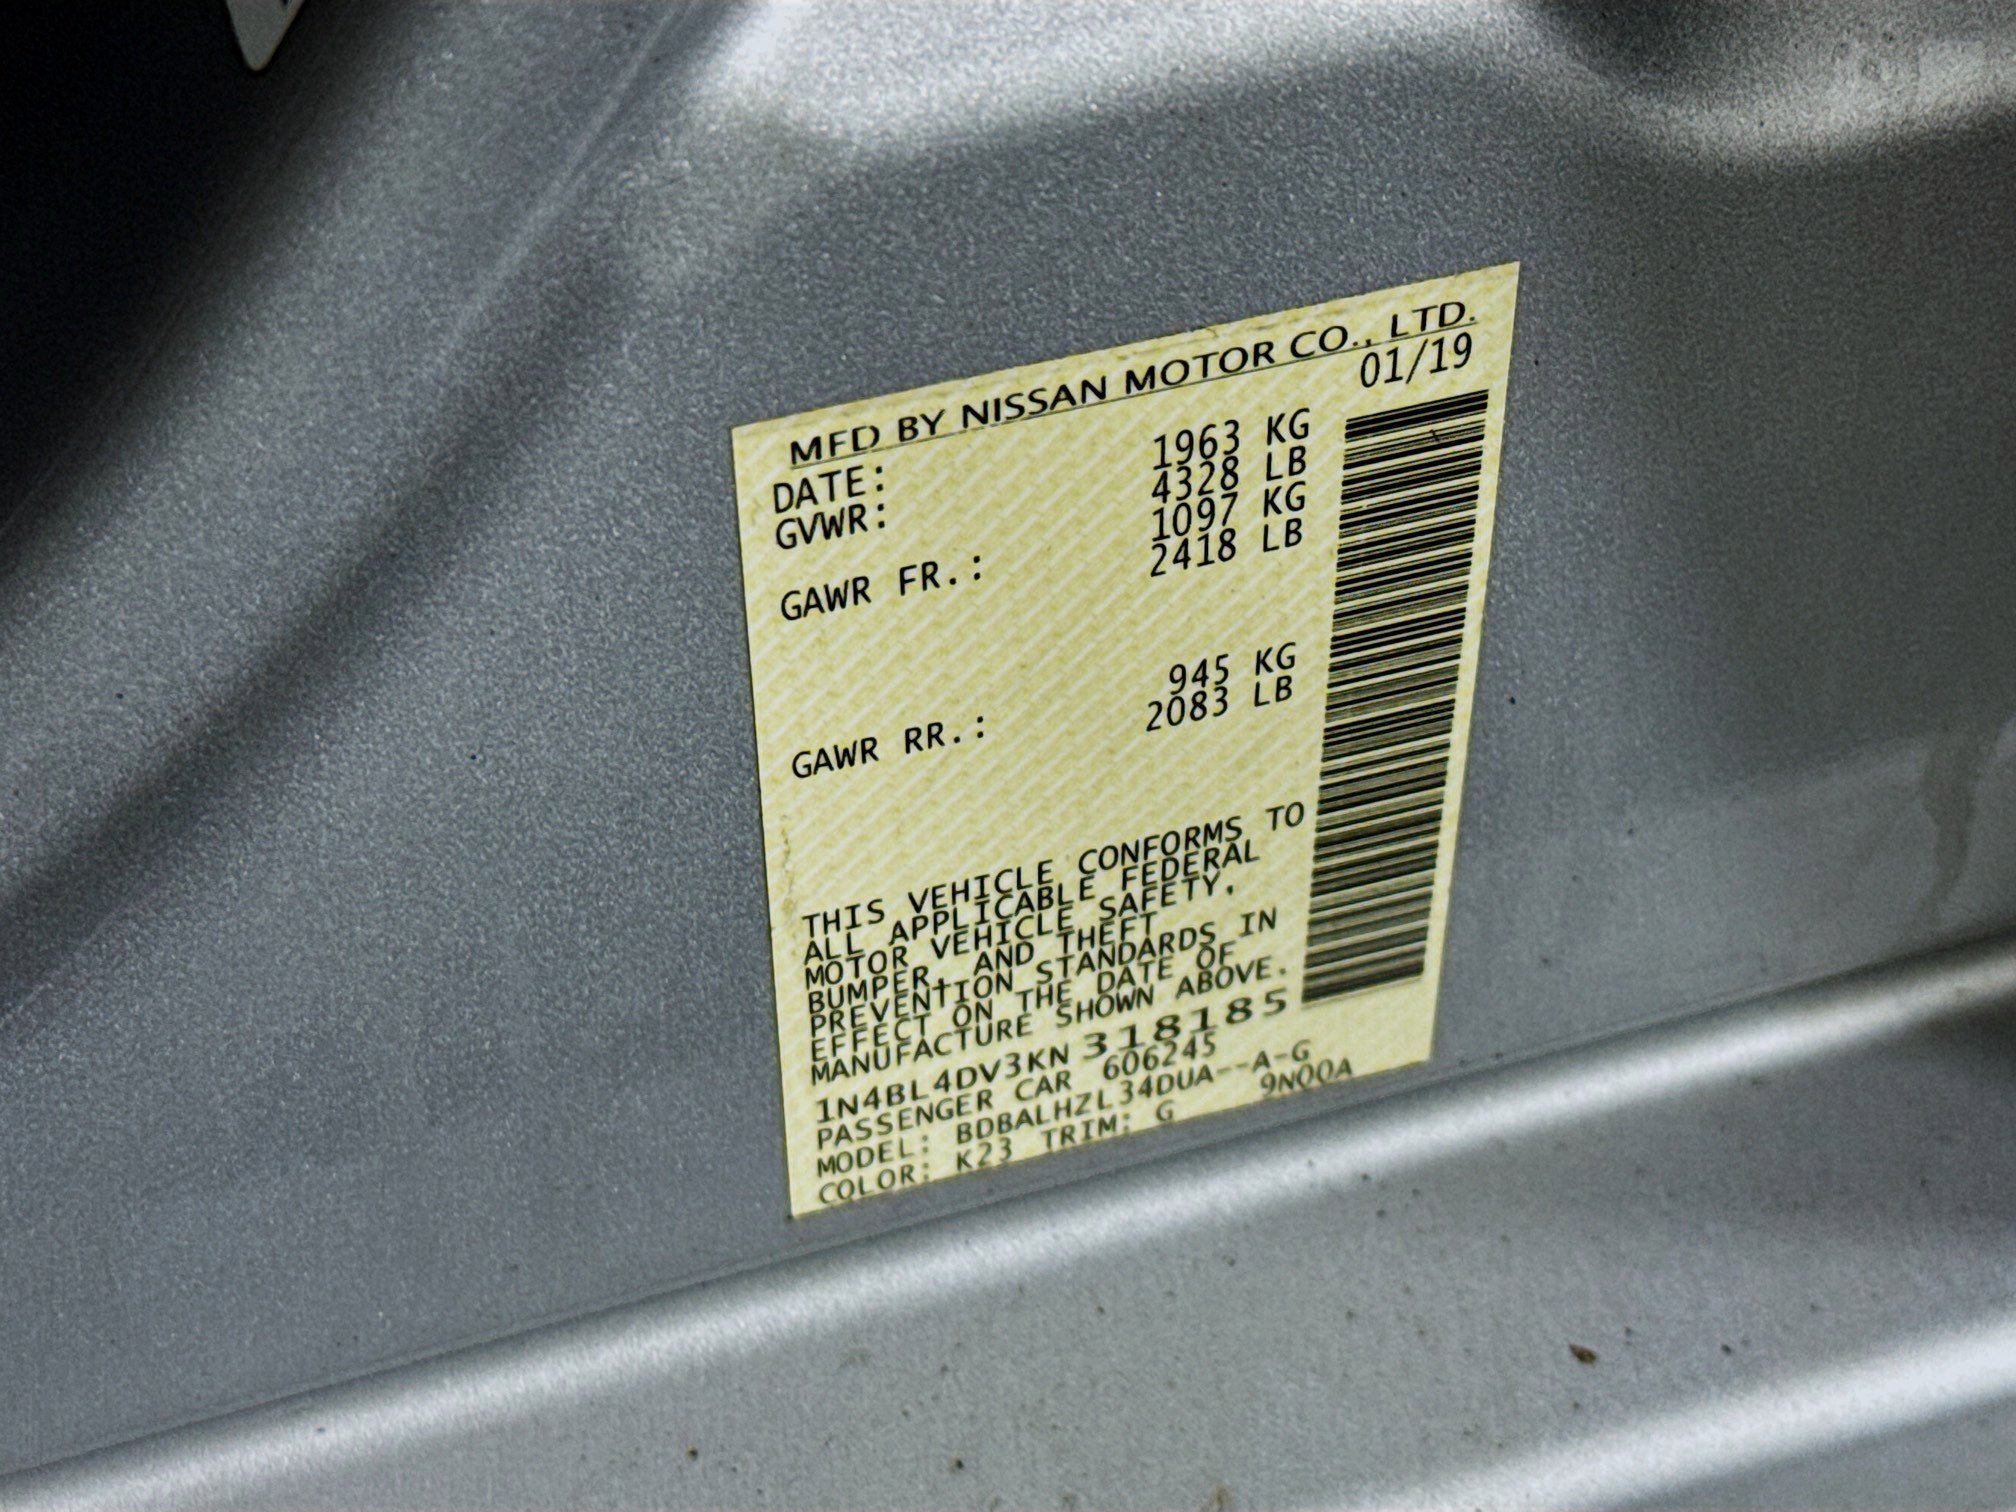 MFD BY NISSAN MOTOR CO., LTD.
DATE: 01/19
GVWR: 1963 KG
4328 LB
GAWR FR.: 1097 KG
2418 LB
GAWR RR.: 945 KG
2083 LB
THIS VEHICLE CONFORMS TO
ALL APPLICABLE FEDERAL
MOTOR VEHICLE SAFETY,
BUMPER, AND THEFT
PREVENTION STANDARDS IN
EFFECT ON THE DATE OF
MANUFACTURE SHOWN ABOVE.
1N4BL4DV3KN318185
PASSENGER CAR 606245
MODEL: BDBALHZL34DUA--A-G
COLOR: K23 TRIM: G 9N00A